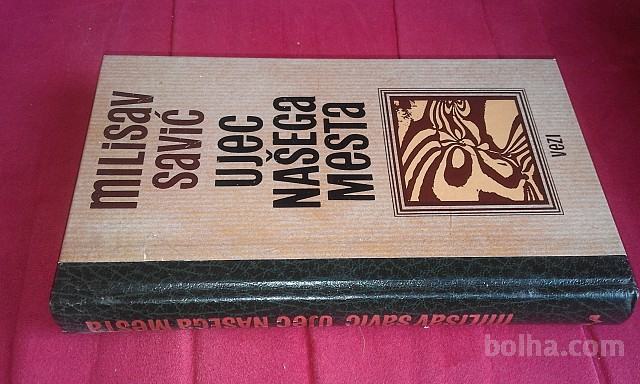 MILISAV
SAVIĆ
UJEC
NAŠEGA
MESTA
VEZI
MILISAV SAVIĆ UJEC NAŠEGA MESTA
bolha.com